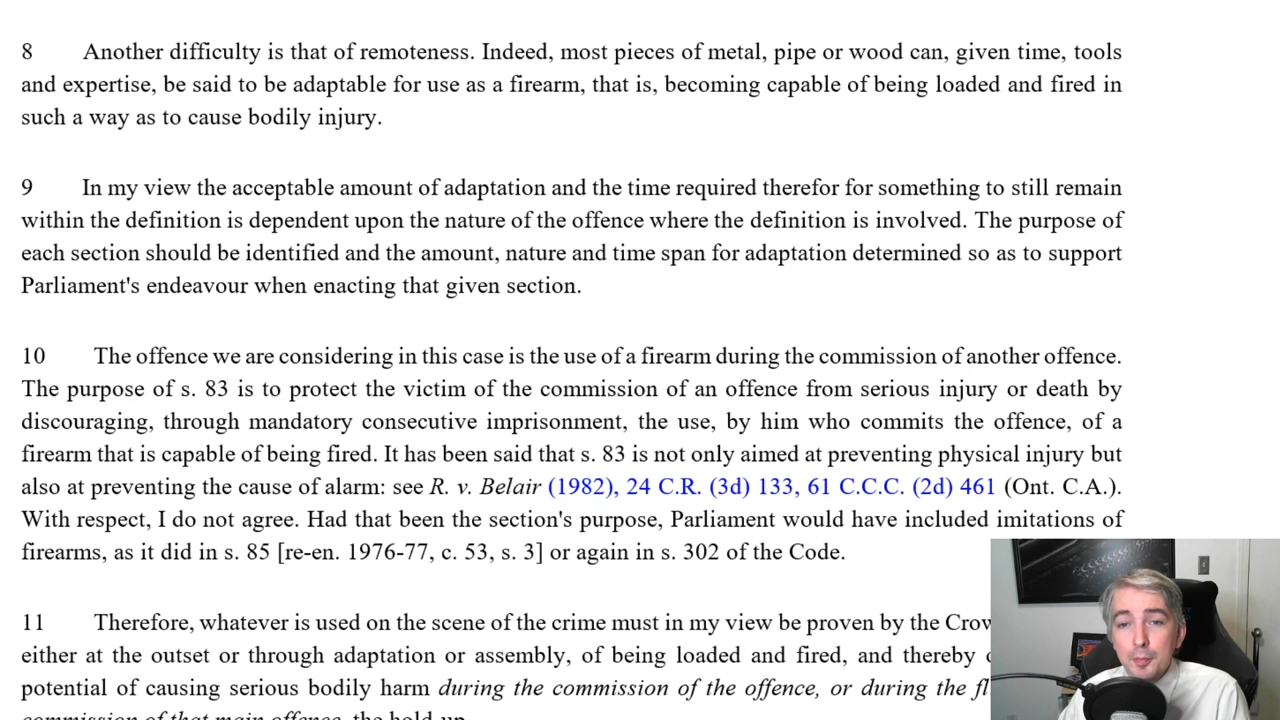 8 Another difficulty is that of remoteness. Indeed, most pieces of metal, pipe or wood can, given time, tools
and expertise, be said to be adaptable for use as a firearm, that is, becoming capable of being loaded and fired in
such a way as to cause bodily injury.
9 In my view the acceptable amount of adaptation and the time required therefor for something to still remain
within the definition is dependent upon the nature of the offence where the definition is involved. The purpose of
each section should be identified and the amount, nature and time span for adaptation determined so as to support
Parliament's endeavour when enacting that given section.
10 The offence we are considering in this case is the use of a firearm during the commission of another offence.
The purpose of s. 83 is to protect the victim of the commission of an offence from serious injury or death by
discouraging, through mandatory consecutive imprisonment, the use, by him who commits the offence, of a
firearm that is capable of being fired. It has been said that s. 83 is not only aimed at preventing physical injury but
also at preventing the cause of alarm: see R. v. Belair (1982), 24 C.R. (3d) 133, 61 C.C.C. (2d) 461 (Ont. C.A.).
With respect, I do not agree. Had that been the section's purpose, Parliament would have included imitations of
firearms, as it did in s. 85 [re-en. 1976-77, c. 53, s. 3] or again in s. 302 of the Code.
11 Therefore, whatever is used on the scene of the crime must in my view be proven by the
either at the outset or through adaptation or assembly, of being loaded and fired, and thereby
potential of causing serious bodily harm during the commission of the offence, or during the
commission of that main offence, the hold-up.